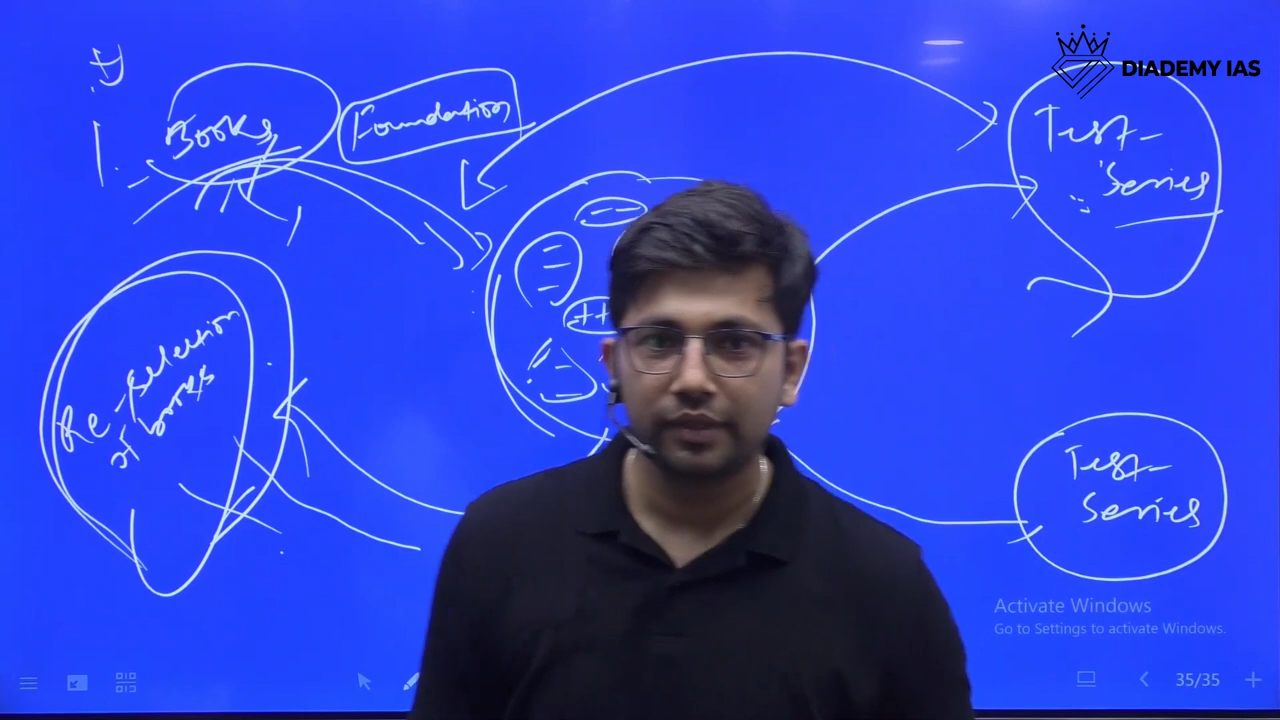 DIADEMY IAS
1.
Books
Foundation
Test-
Series
++
Re-selection
of books
Test-
Series
Activate Windows
Go to Settings to activate Windows.
35/35